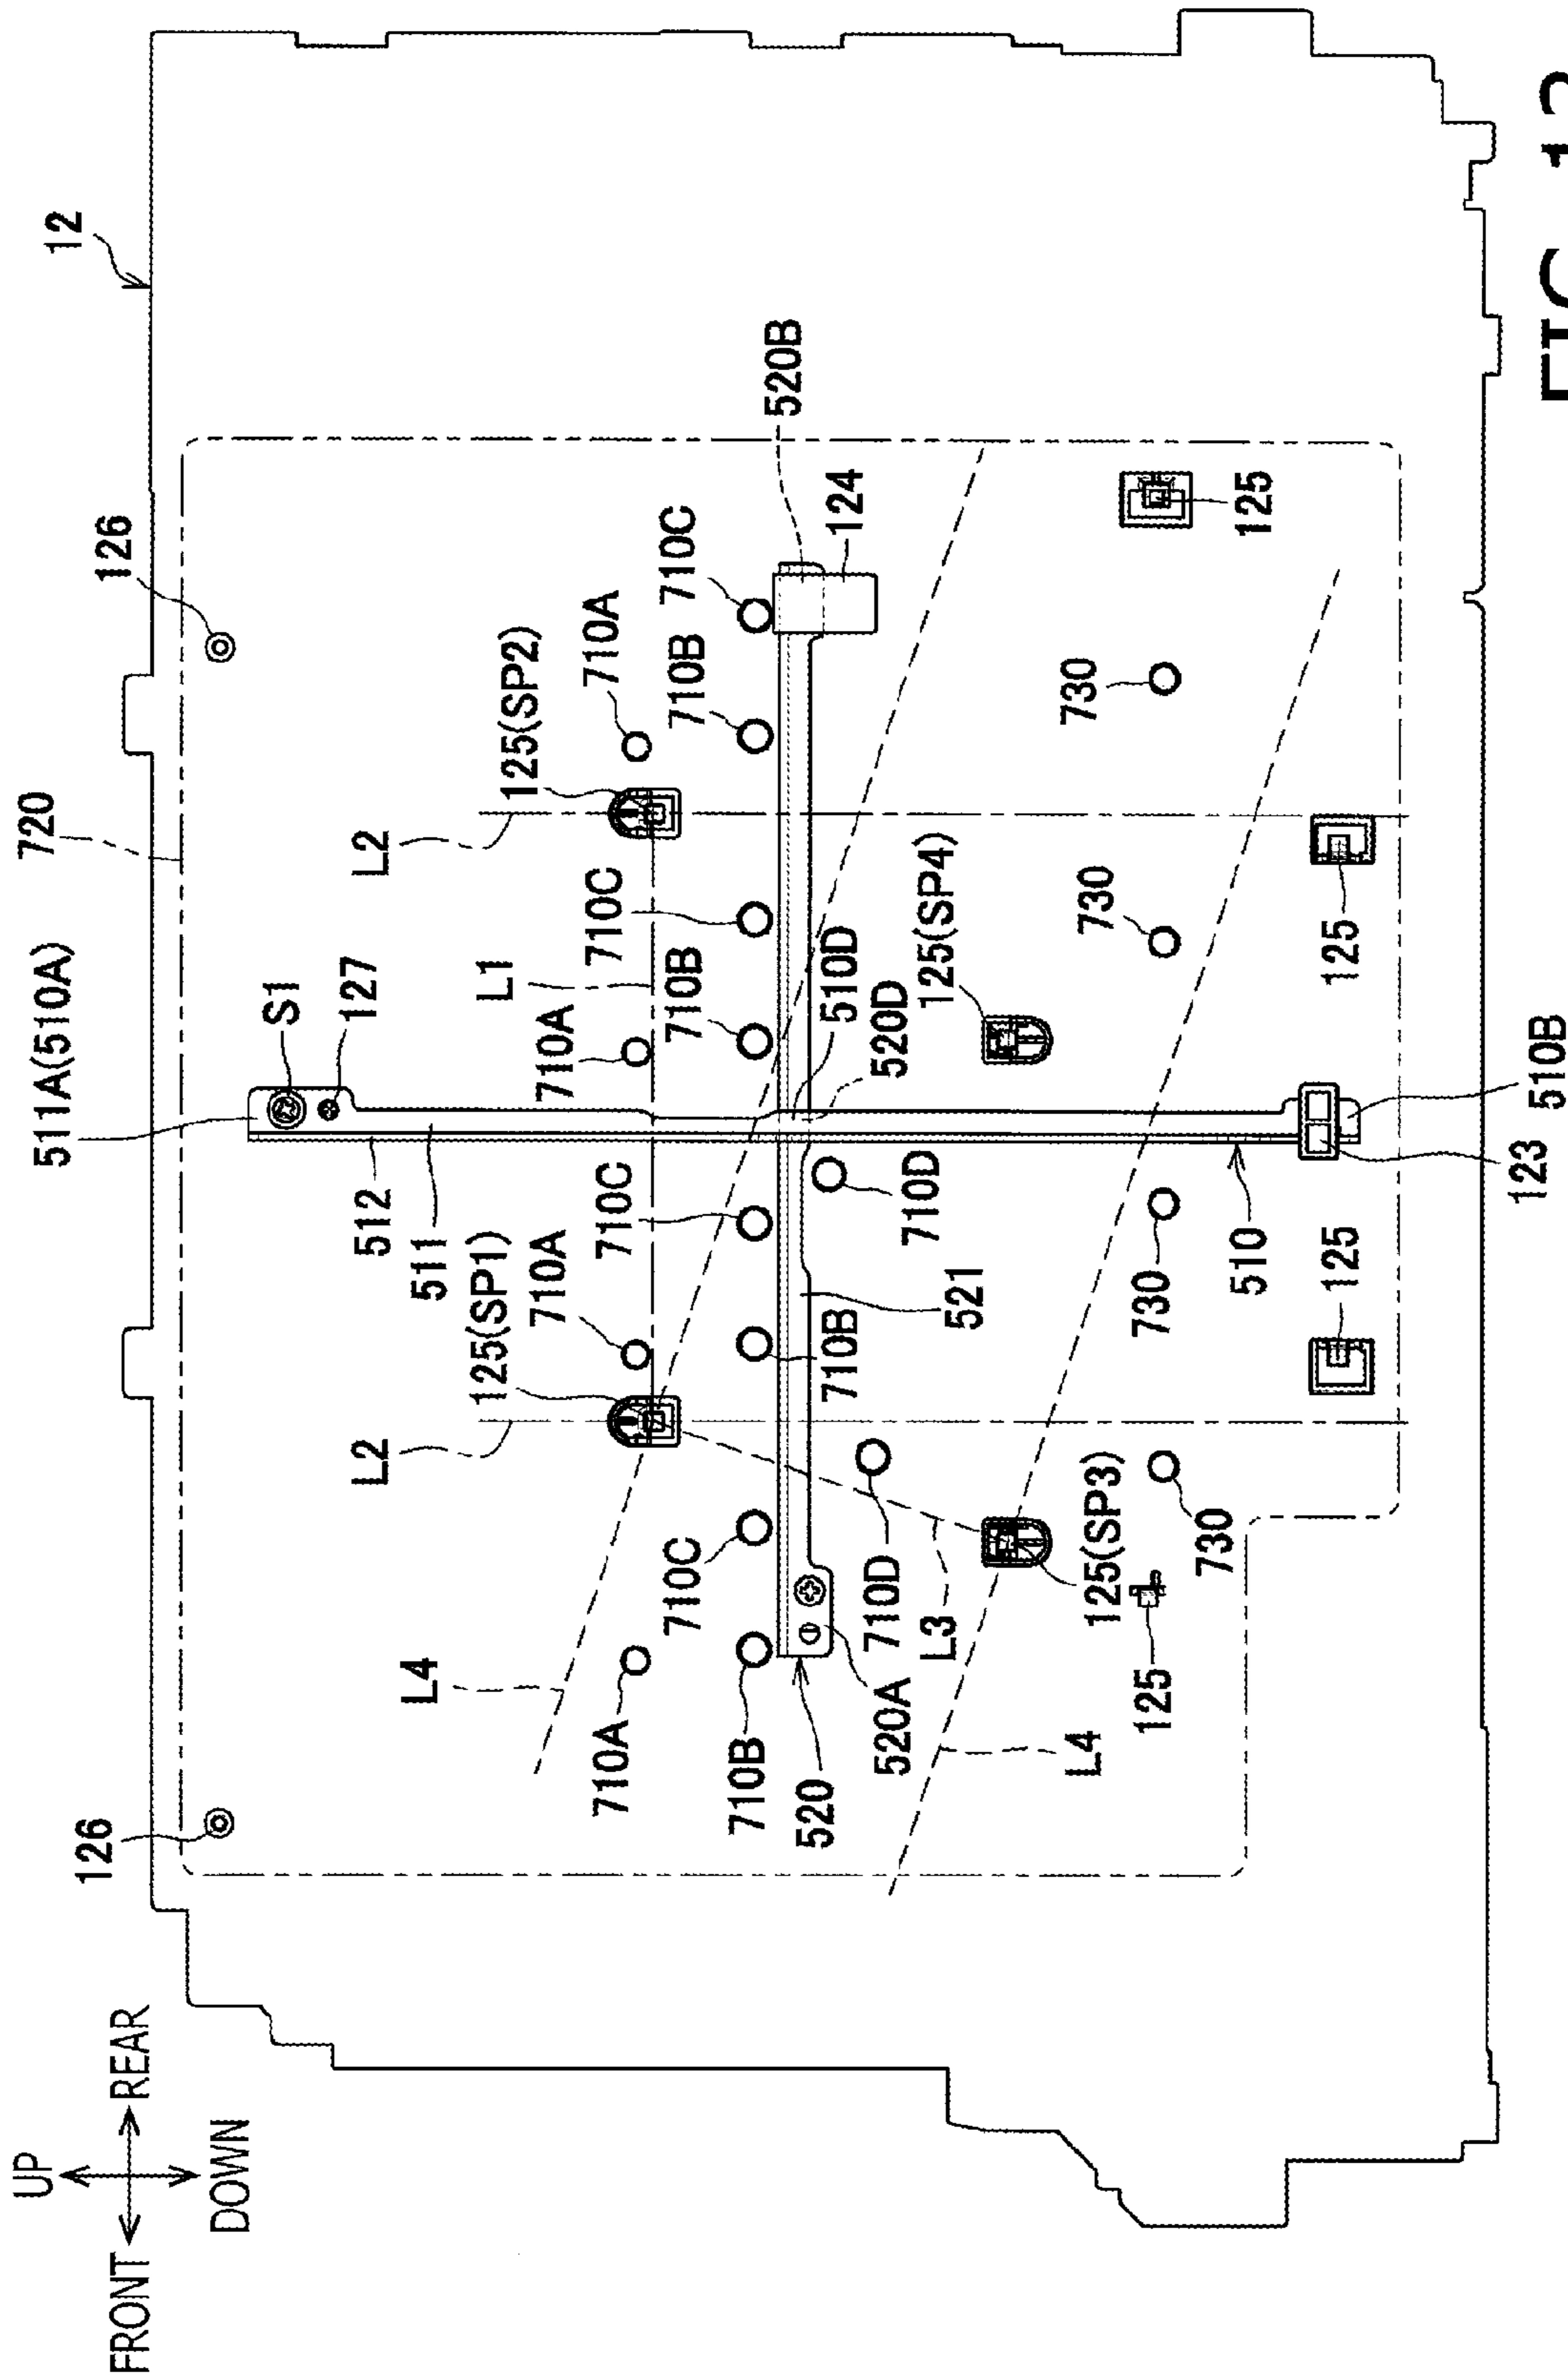 UP
720
511A(510A)
12
FRONT
REAR
126
126
DOWN
S1
127
L2
512
L2
L4
511
125(SP1)
L1
125(SP2)
710A
710A
710A
710A
710C
710C
710C
710C
710B
710B
710B
710B
520B
520
510D
124
520A
710D
520D
L3
710D
521
125(SP4)
L4
125(SP3)
730
730
125
730
730
510
125
125
125
123
510B
FIG.